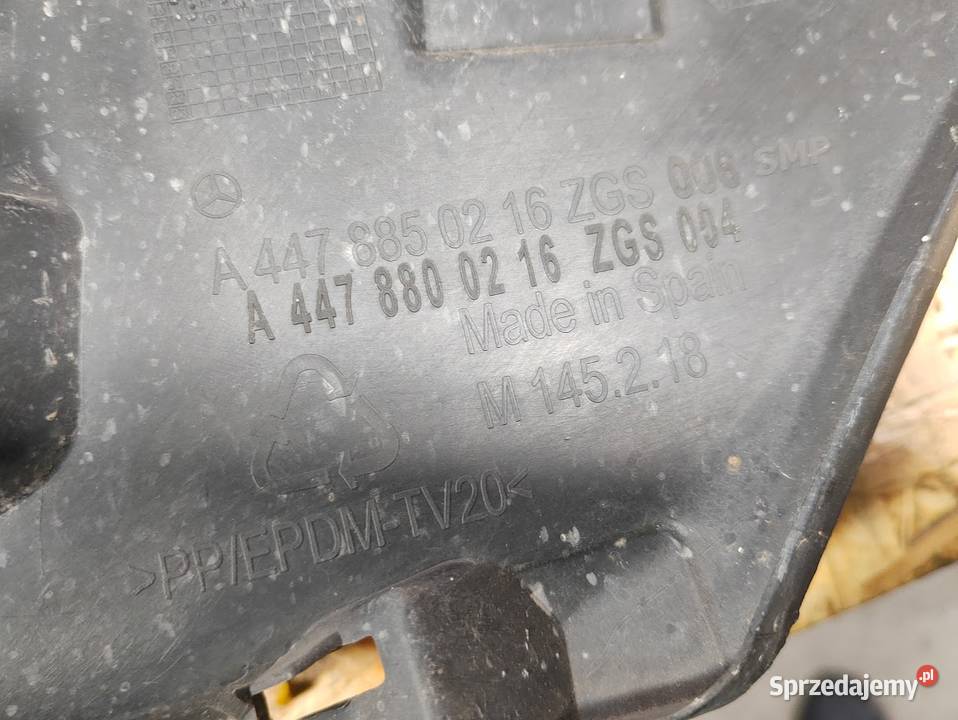 A 447 885 02 16 ZGS 006 SMP
A 447 880 02 16 ZGS 004
Made in Spain
M 145.2.18
>PP/EPDM-TV20<
Sprzedajemy.pl